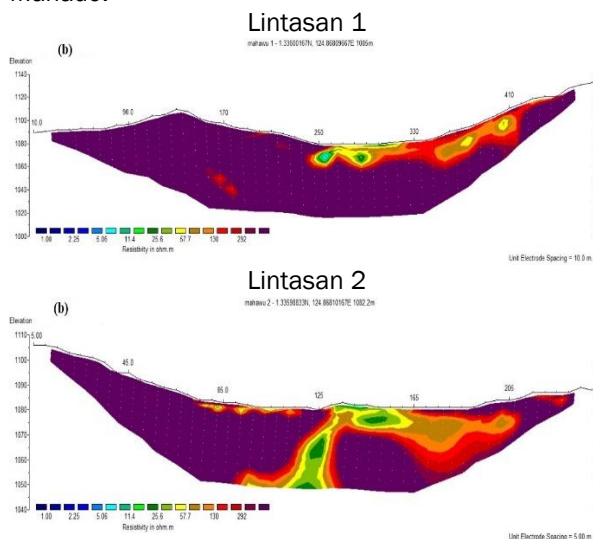 Lintasan 1
mahawu 1 - 1.33600167N, 124.86809667E 1085m
(b)
Elevation
1140
1120
1100
1080
1060
1040
1020
1000
10.0
90.0
170
250
330
410
1.00 2.25 5.06 11.4 25.6 57.7 130 292
Resistivity in ohm.m
Unit Electrode Spacing = 10.0 m.
Lintasan 2
mahawu 2 - 1.33598833N, 124.86810167E 1082.2m
(b)
Elevation
1110
1100
1090
1080
1070
1060
1050
1040
5.00
45.0
85.0
125
165
205
1.00 2.25 5.06 11.4 25.6 57.7 130 292
Resistivity in ohm.m
Unit Electrode Spacing = 5.00 m.